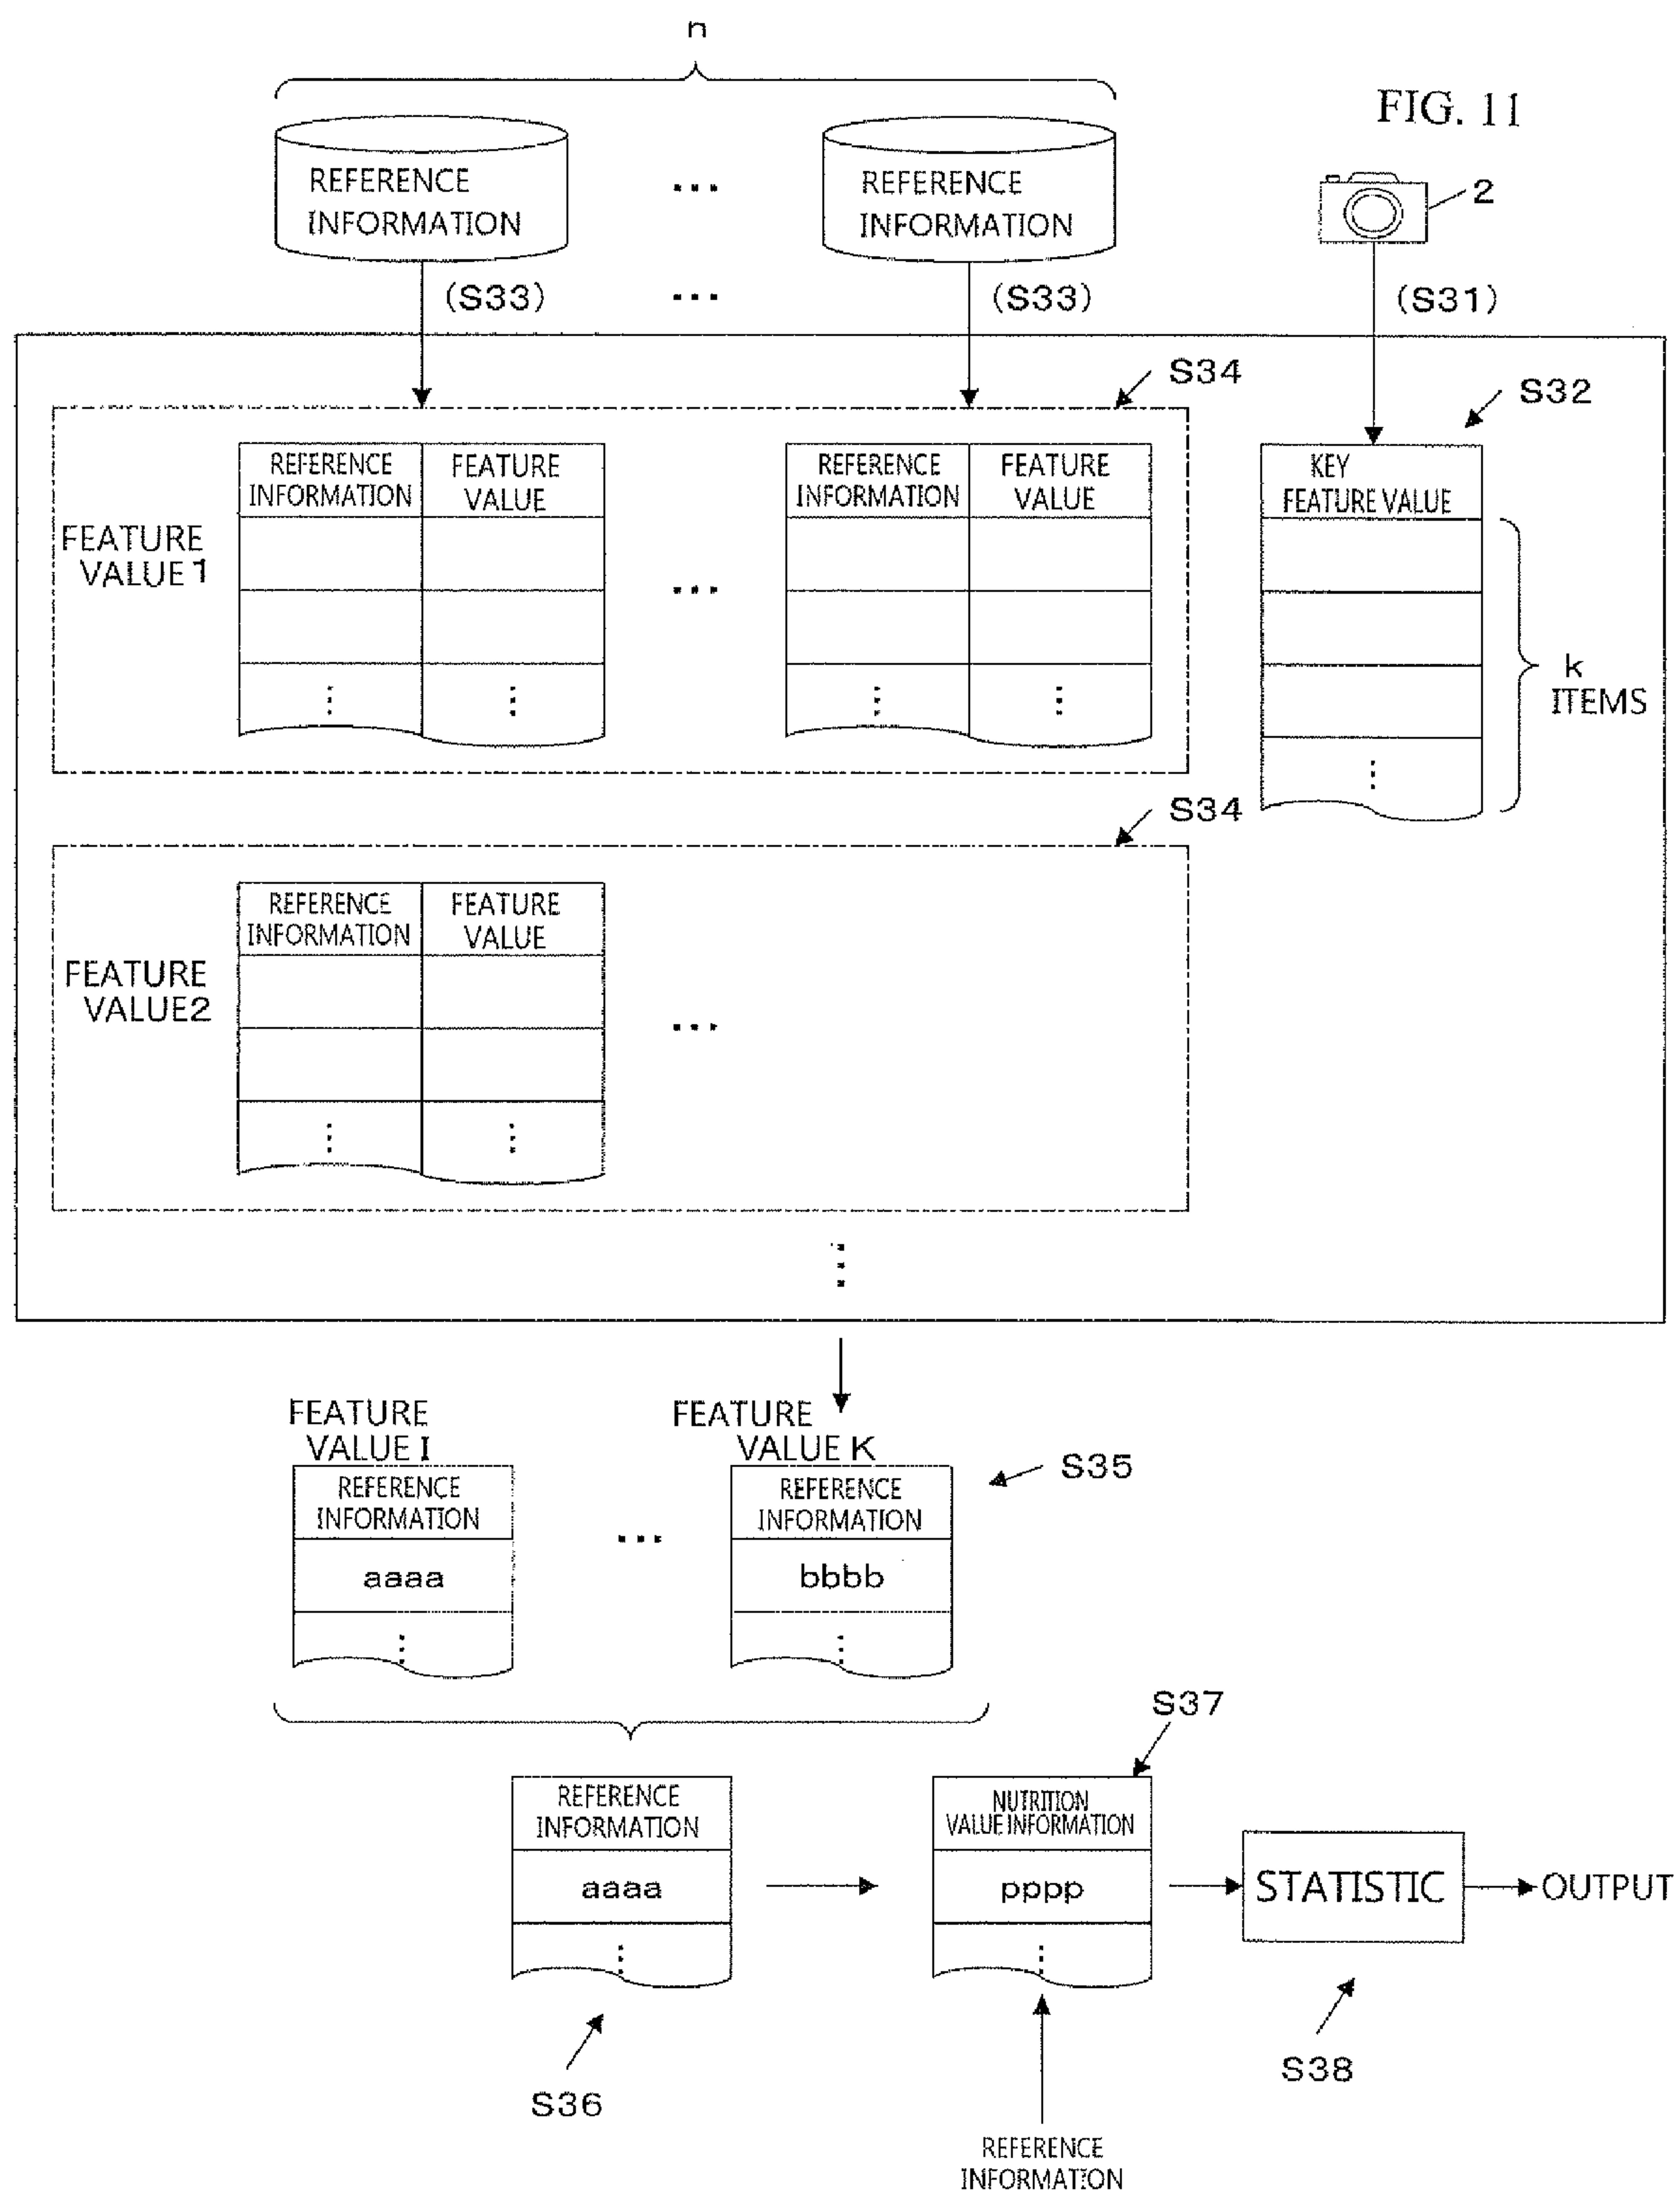 n
FIG. 11
REFERENCE
INFORMATION
...
REFERENCE
INFORMATION
2
(S33)
...
(S33)
(S31)
S34
S32
REFERENCE
INFORMATION
FEATURE
VALUE
REFERENCE
INFORMATION
FEATURE
VALUE
KEY
FEATURE VALUE
FEATURE
VALUE 1
...
k
ITEMS
S34
REFERENCE
INFORMATION
FEATURE
VALUE
FEATURE
VALUE2
...
FEATURE
VALUE I
FEATURE
VALUE K
S35
REFERENCE
INFORMATION
...
REFERENCE
INFORMATION
aaaa
bbbb
S37
REFERENCE
INFORMATION
NUTRITION
VALUE INFORMATION
aaaa
pppp
STATISTIC
OUTPUT
S36
S38
REFERENCE
INFORMATION